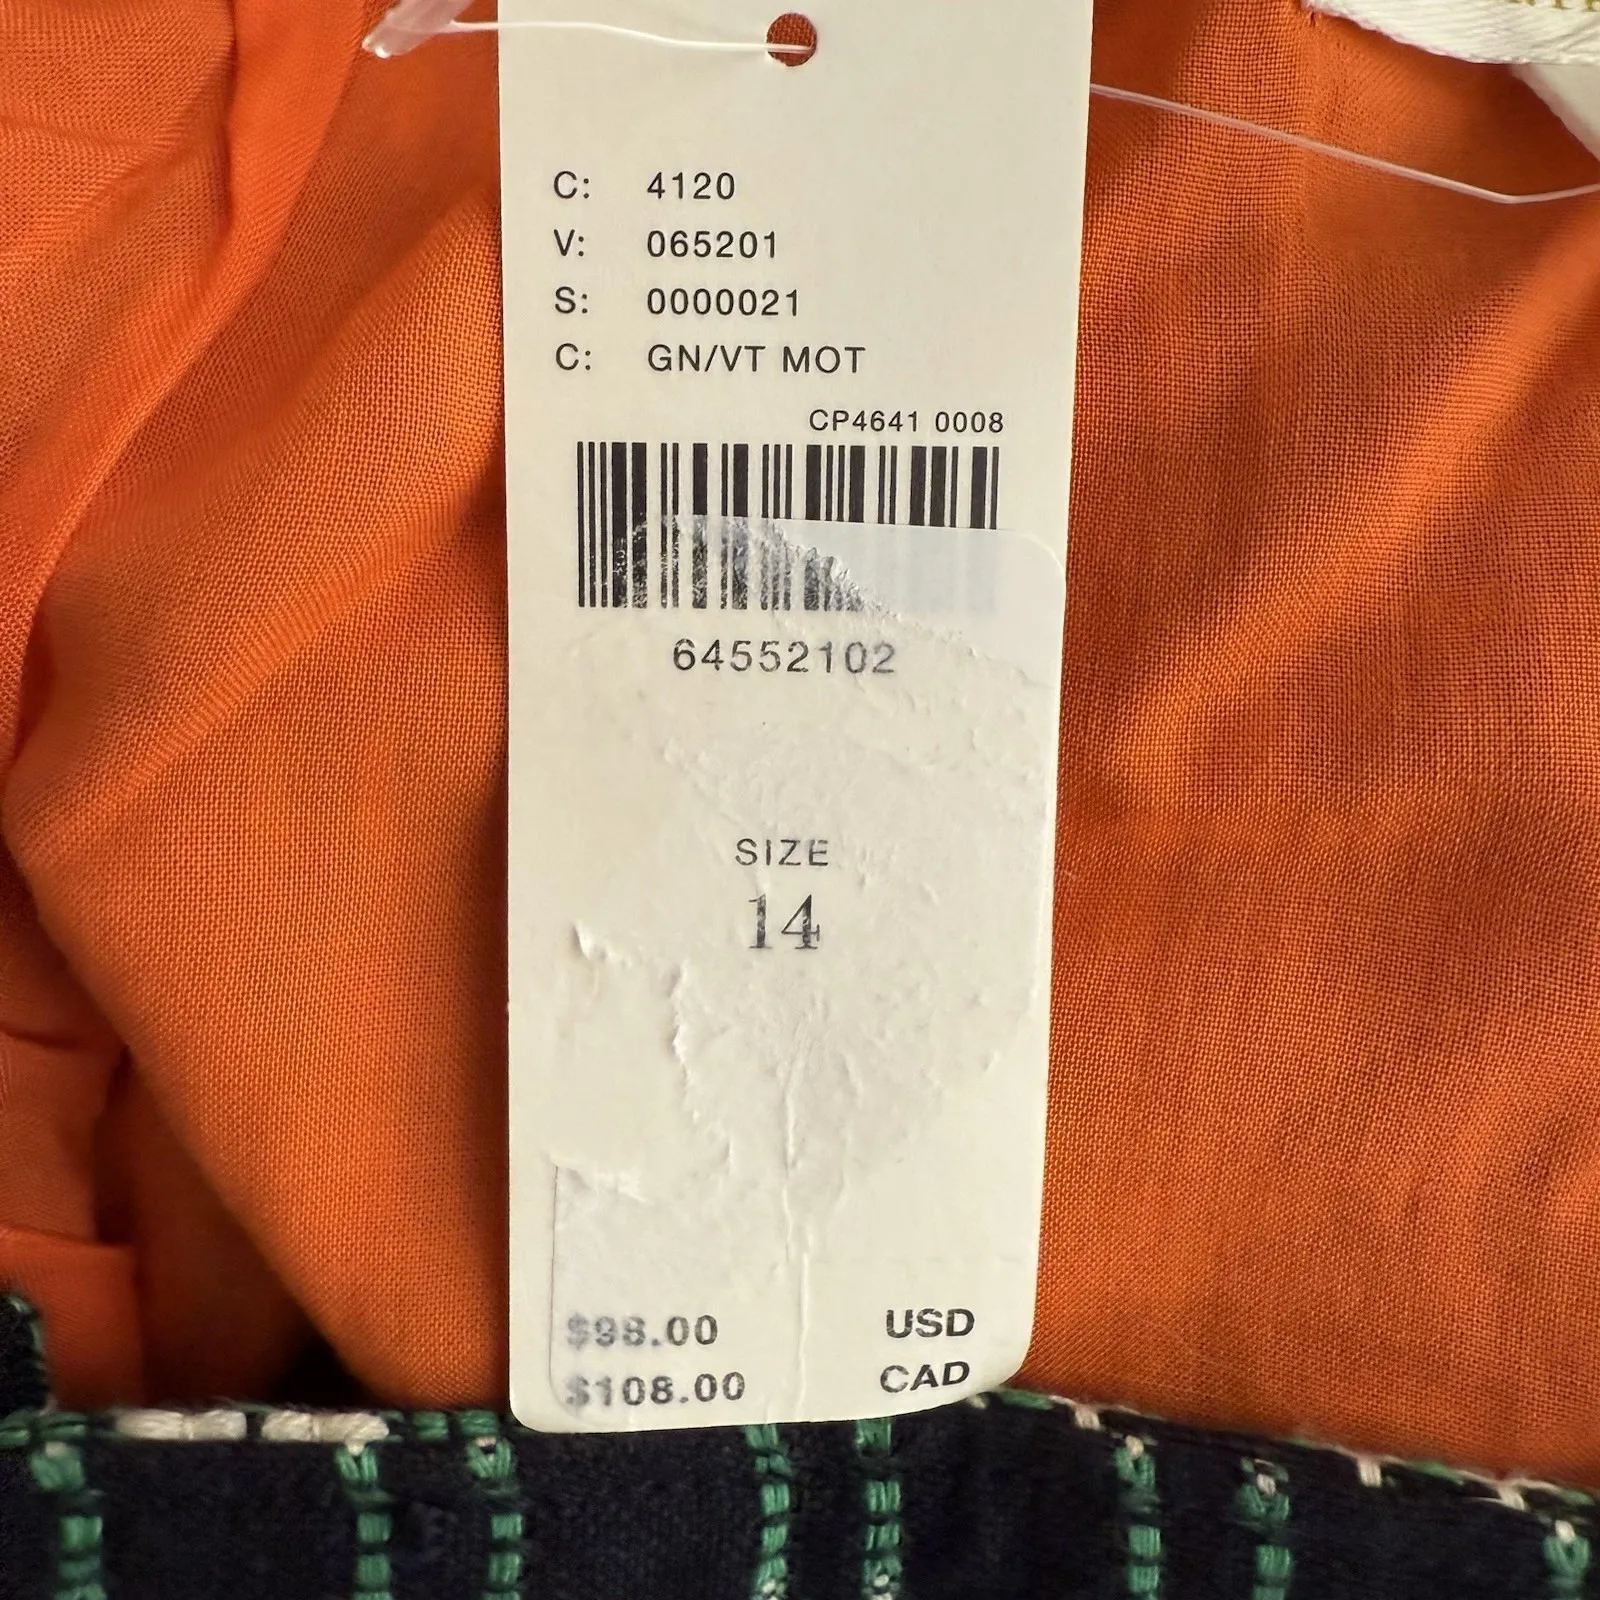 C: 4120
V: 065201
S: 0000021
C: GN/VT MOT
CP4641 0008
64552102
SIZE
14
$98.00 USD
$108.00 CAD